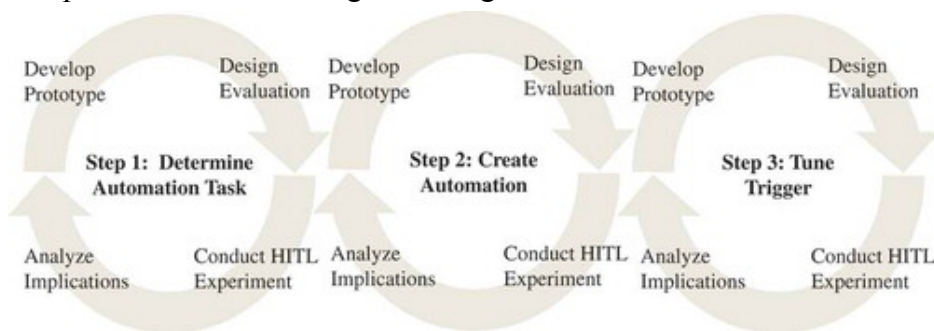 Develop
Prototype
Design
Evaluation
Step 1: Determine
Automation Task
Analyze
Implications
Conduct HITL
Experiment
Develop
Prototype
Design
Evaluation
Step 2: Create
Automation
Analyze
Implications
Conduct HITL
Experiment
Develop
Prototype
Design
Evaluation
Step 3: Tune
Trigger
Analyze
Implications
Conduct HITL
Experiment